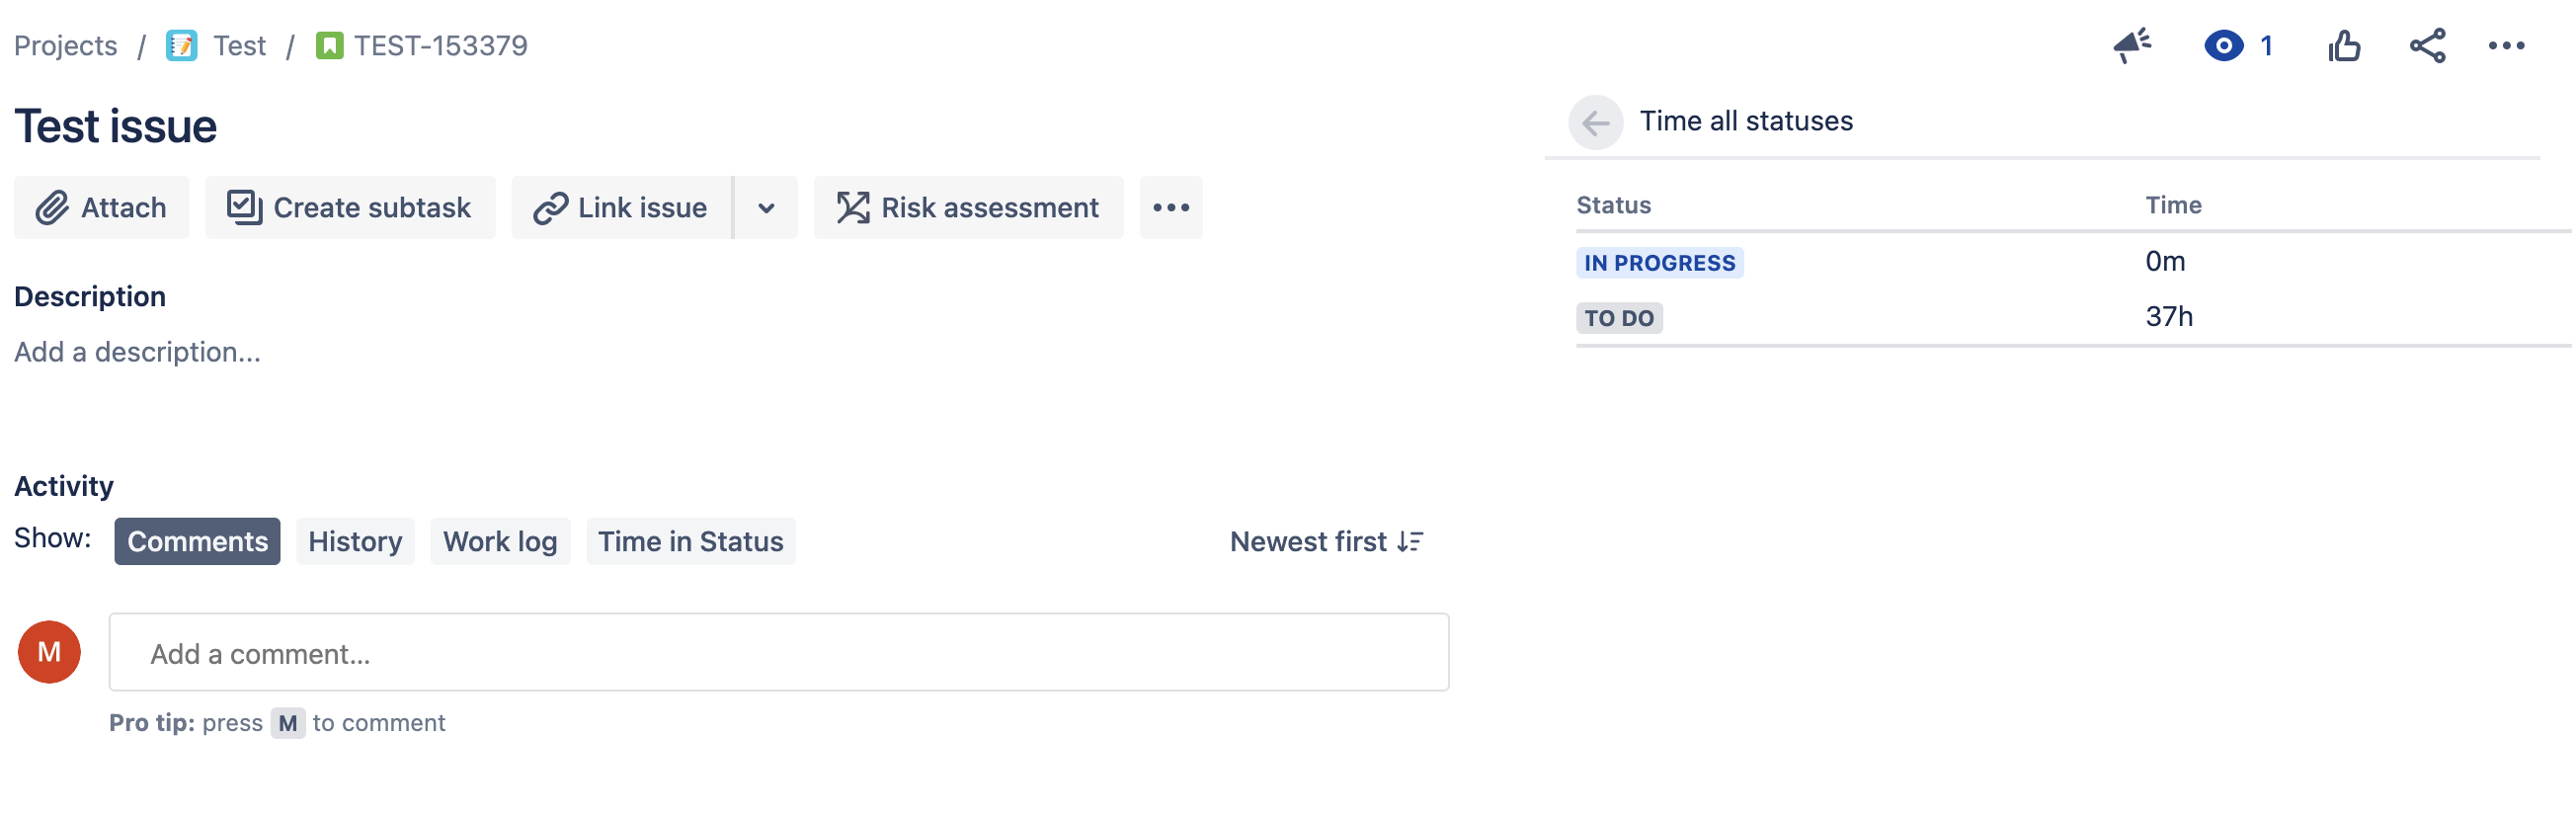 Projects / Test / TEST-153379
1
Test issue
Attach Create subtask Link issue Risk assessment
Description
Add a description...
Activity
Show: Comments History Work log Time in Status Newest first
M Add a comment...
Pro tip: press M to comment
Time all statuses
Status Time
IN PROGRESS 0m
TO DO 37h